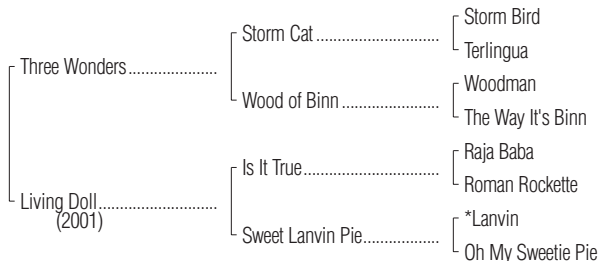 Storm Bird
Storm Cat
Terlingua
Three Wonders
Woodman
Wood of Binn
The Way It's Binn
Raja Baba
Is It True
Roman Rockette
Living Doll
(2001)
*Lanvin
Sweet Lanvin Pie
Oh My Sweetie Pie